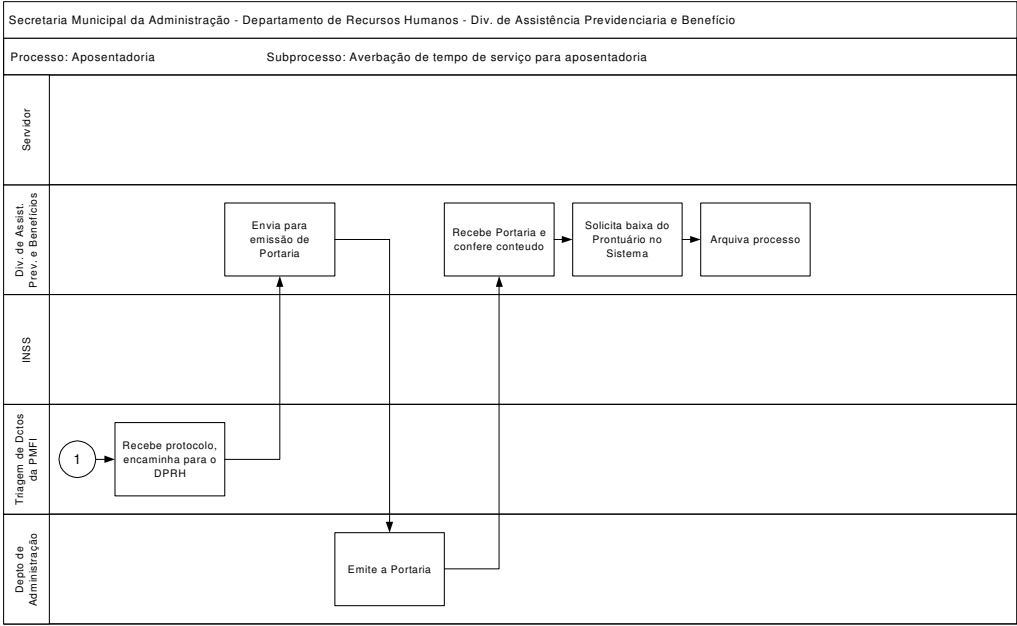 Secretaria Municipal da Administração - Departamento de Recursos Humanos - Div. de Assistência Previdenciaria e Benefício
Processo: Aposentadoria
Subprocesso: Averbação de tempo de serviço para aposentadoria
Servidor
Div. de Assist.
Prev. e Benefícios
Envia para
emissão de
Portaria
Recebe Portaria e
confere conteudo
Solicita baixa do
Prontuário no
Sistema
Arquiva processo
INSS
Triagem de Dctos
da PMFI
1
Recebe protocolo,
encaminha para o
DPRH
Depto de
Administração
Emite a Portaria